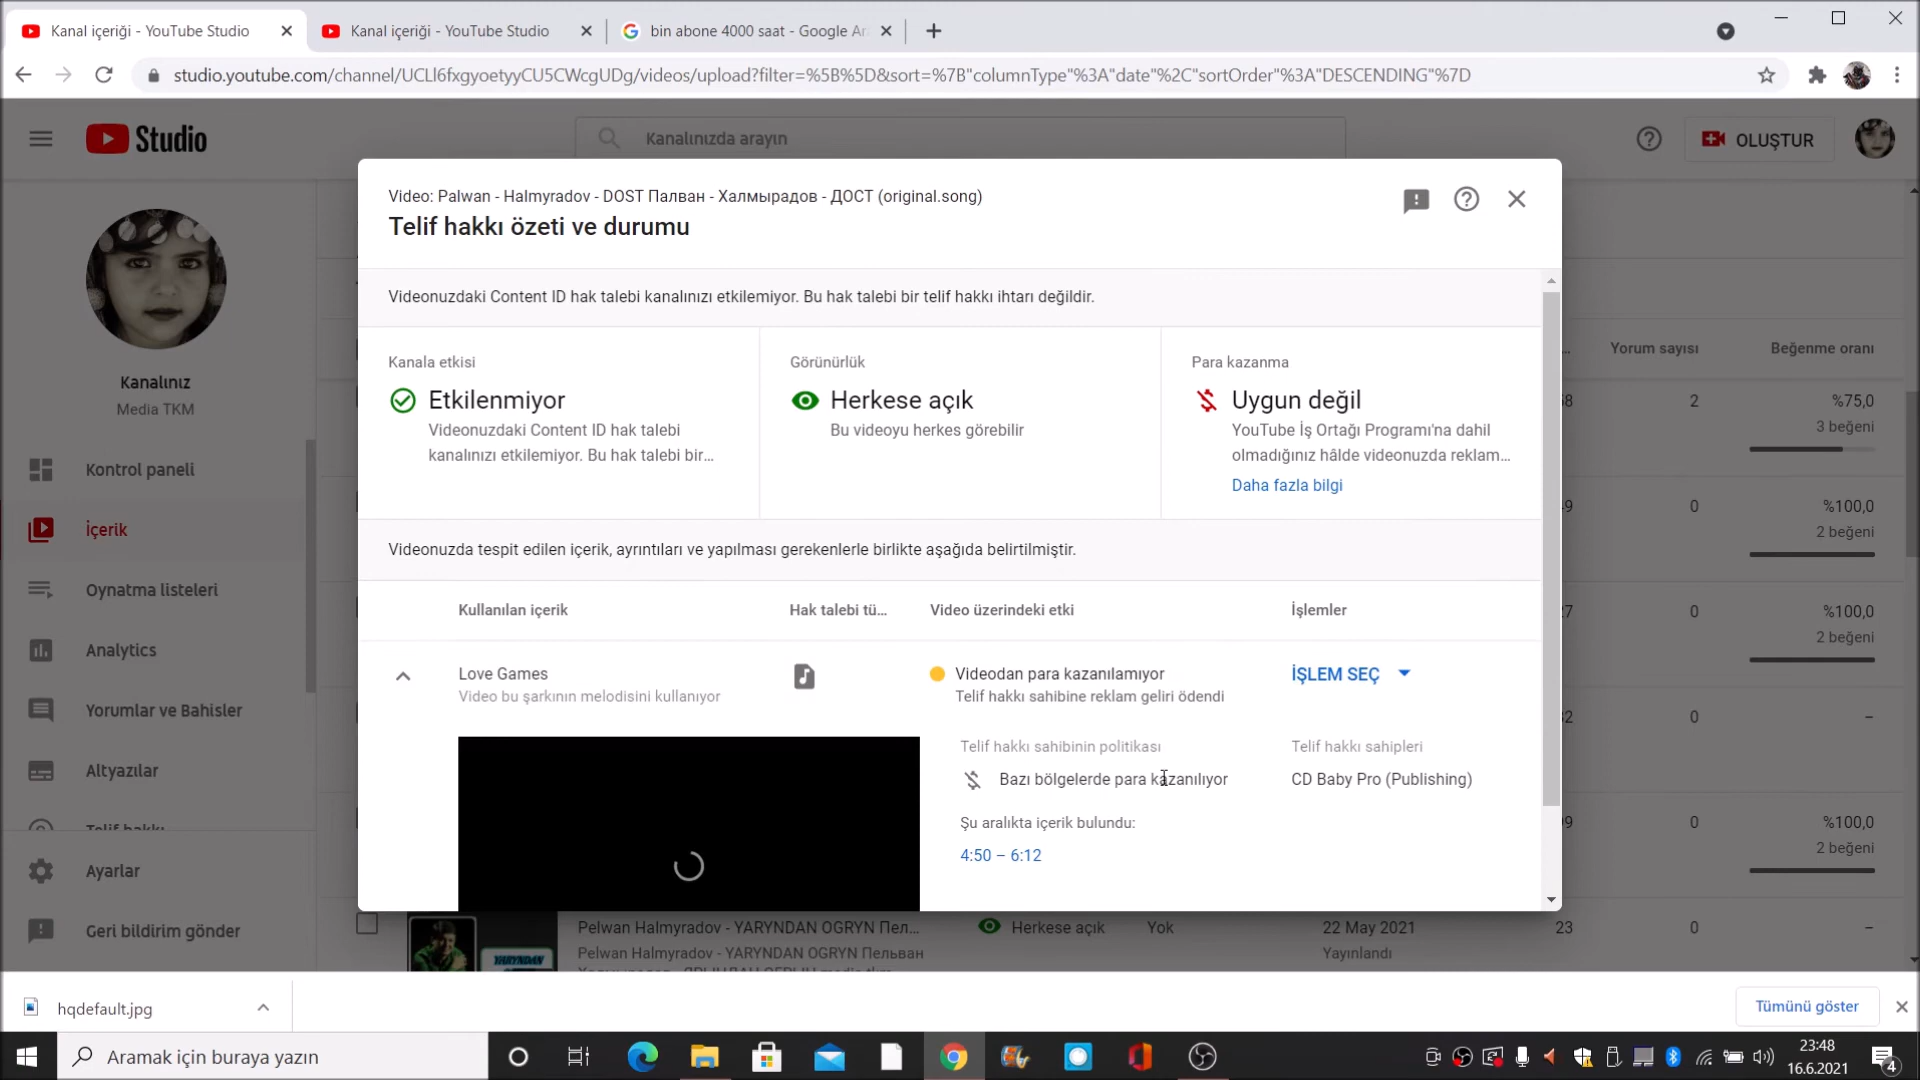 Kanal içeriği - YouTube Studio
Kanal içeriği - YouTube Studio
bin abone 4000 saat - Google Ar
studio.youtube.com/channel/UCLl6fxgyoetyyCU5CWcgUDg/videos/upload?filter=%5B%5D&sort=%7B"columnType"%3A"date"%2C"sortOrder"%3A"DESCENDING"%7D
Studio
Kanalınızda arayın
OLUŞTUR
Video: Palwan - Halmyradov - DOST Палван - Халмырадов - ДОСТ (original.song)
Telif hakkı özeti ve durumu
Videonuzdaki Content ID hak talebi kanalınızı etkilemiyor. Bu hak talebi bir telif hakkı ihtarı değildir.
Kanala etkisi
Etkilenmiyor
Videonuzdaki Content ID hak talebi
kanalınızı etkilemiyor. Bu hak talebi bir...
Görünürlük
Herkese açık
Bu videoyu herkes görebilir
Para kazanma
Uygun değil
YouTube İş Ortağı Programı'na dahil
olmadığınız hâlde videonuzda reklam...
Daha fazla bilgi
Videonuzda tespit edilen içerik, ayrıntıları ve yapılması gerekenlerle birlikte aşağıda belirtilmiştir.
Kullanılan içerik
Hak talebi tü...
Video üzerindeki etki
İşlemler
Love Games
Video bu şarkının melodisini kullanıyor
Videodan para kazanılamıyor
Telif hakkı sahibine reklam geliri ödendi
İŞLEM SEÇ
Telif hakkı sahibinin politikası
Bazı bölgelerde para kazanılıyor
Telif hakkı sahipleri
CD Baby Pro (Publishing)
Şu aralıkta içerik bulundu:
4:50 – 6:12
Kanalınız
Media TKM
Kontrol paneli
İçerik
Oynatma listeleri
Analytics
Yorumlar ve Bahisler
Altyazılar
Telif hakkı
Ayarlar
Geri bildirim gönder
Yorum sayısı
Beğenme oranı
2
%75,0
3 beğeni
0
%100,0
2 beğeni
0
%100,0
2 beğeni
0
–
0
%100,0
2 beğeni
YARYNDAN
Pelwan Halmyradov - YARYNDAN OGRYN Пел...
Pelwan Halmyradov - YARYNDAN OGRYN Пельван
Herkese açık
Yok
22 May 2021
Yayınlandı
23
0
–
hqdefault.jpg
Tümünü göster
Aramak için buraya yazın
23:48
16.6.2021
4